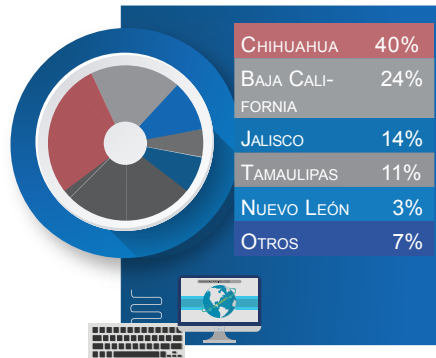 Chihuahua 40%
Baja Cali- 24%
fornia
Jalisco 14%
Tamaulipas 11%
Nuevo León 3%
Otros 7%